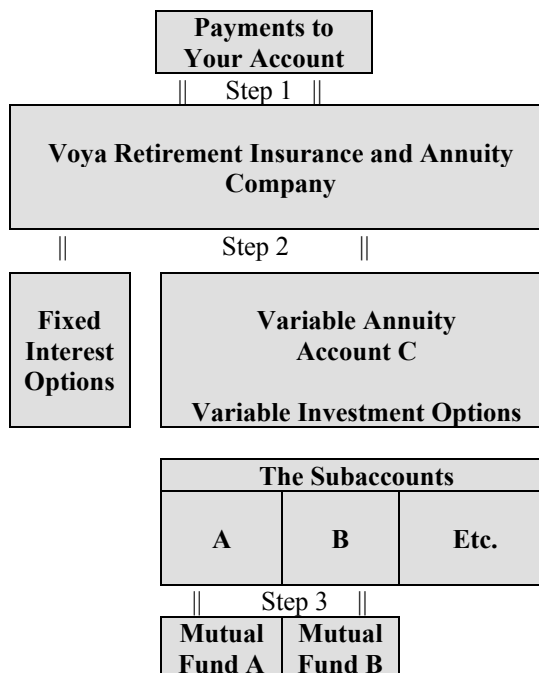 Payments to
Your Account
|| Step 1 ||
Voya Retirement Insurance and Annuity
Company
|| Step 2 ||
Fixed
Interest
Options
Variable Annuity
Account C
Variable Investment Options
The Subaccounts
A B Etc.
|| Step 3 ||
Mutual
Fund A
Mutual
Fund B